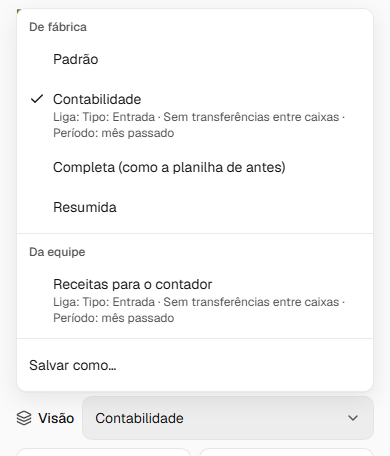 De fábrica
Padrão
Contabilidade
Liga: Tipo: Entrada · Sem transferências entre caixas ·
Período: mês passado
Completa (como a planilha de antes)
Resumida
Da equipe
Receitas para o contador
Liga: Tipo: Entrada · Sem transferências entre caixas ·
Período: mês passado
Salvar como...
Visão
Contabilidade